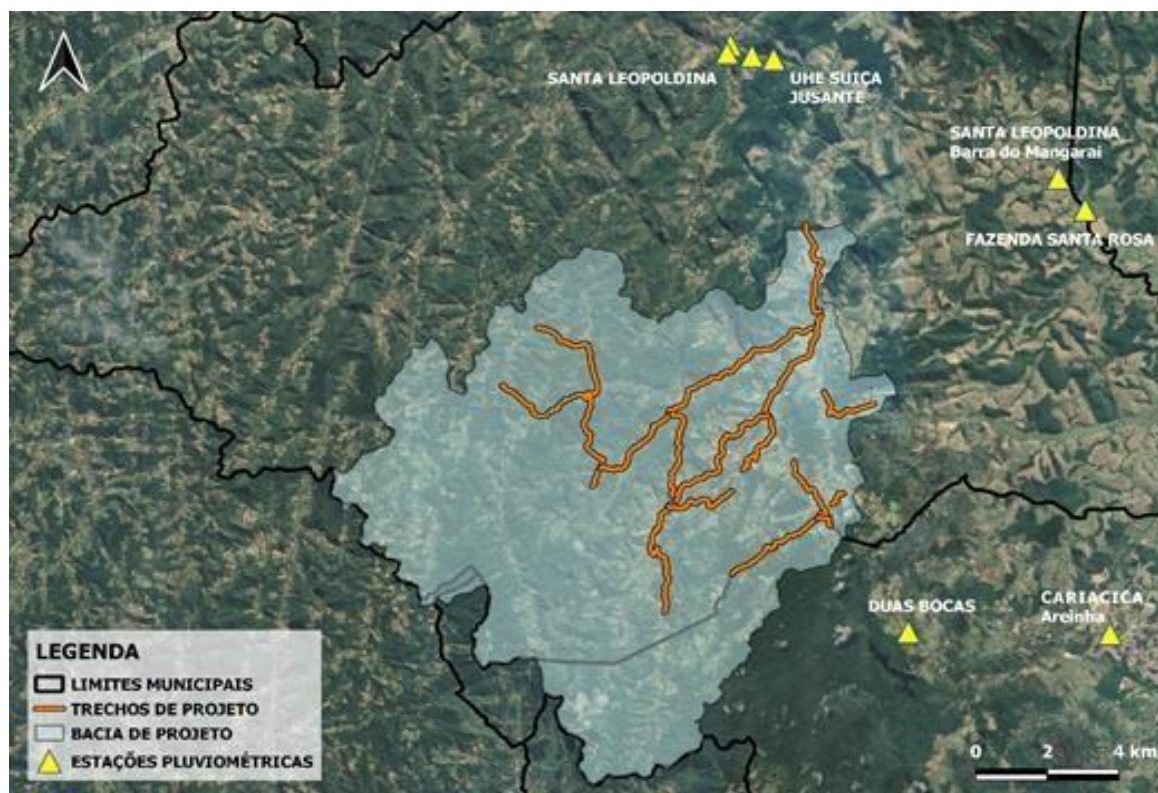 SANTA LEOPOLDINA
UHE SUIÇA
JUSANTE
SANTA LEOPOLDINA
Barra do Mangaraí
FAZENDA SANTA ROSA
DUAS BOCAS
CARIACICA
Areinha
LEGENDA
LIMITES MUNICIPAIS
TRECHOS DE PROJETO
BACIA DE PROJETO
ESTAÇÕES PLUVIOMÉTRICAS
0 2 4 km